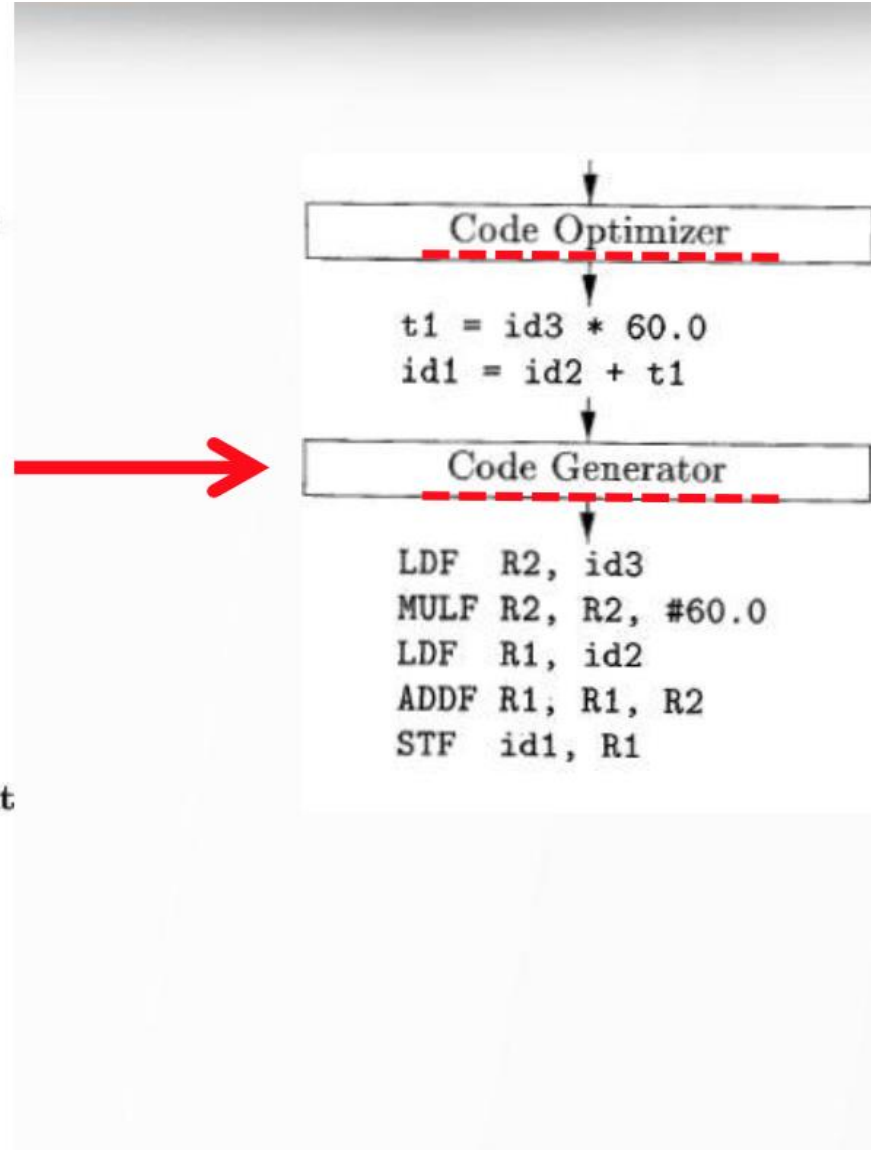 Code Optimizer
t1 = id3 * 60.0
id1 = id2 + t1
Code Generator
LDF R2, id3
MULF R2, R2, #60.0
LDF R1, id2
ADDF R1, R1, R2
STF id1, R1
t